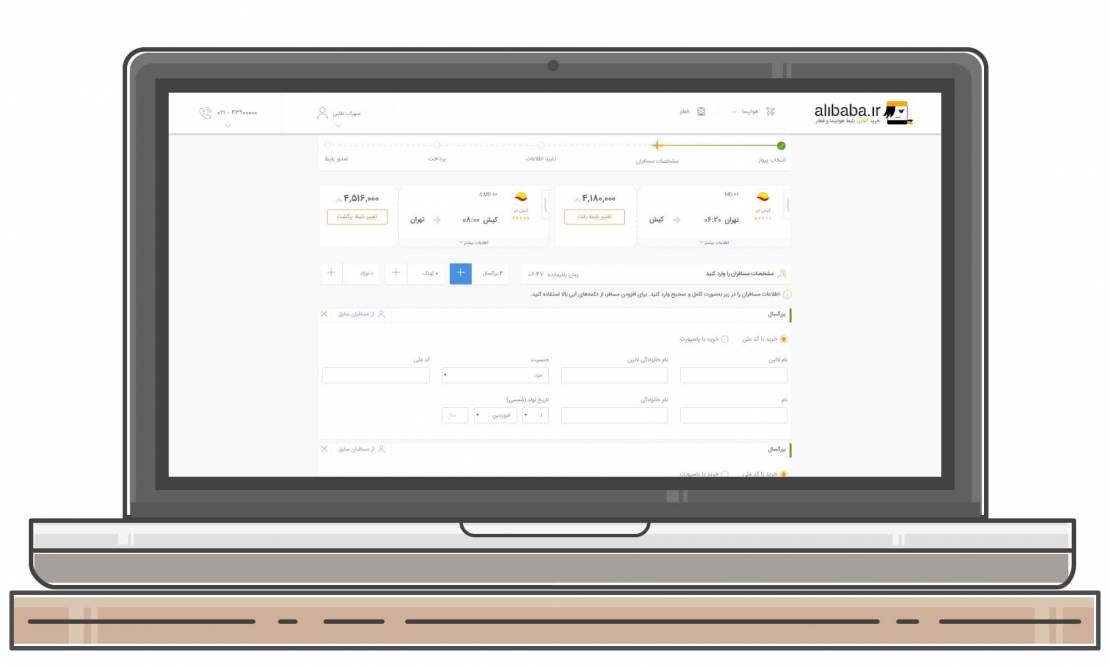 alibaba.ir
خرید آنلاین بلیط هواپیما و قطار
هواپیما
قطار
سهراب طلایی
۰۲۱ - ۴۳۹۰۰۰۰۰
انتخاب پرواز
مشخصات مسافران
تایید اطلاعات
پرداخت
صدور بلیط
کیش ایر
تهران ۰۶:۲۰
کیش
۴,۱۸۰,۰۰۰ ریال
تغییر بلیط رفت
اطلاعات بیشتر
کیش ایر
کیش ۰۸:۰۰
تهران
۴,۵۱۶,۰۰۰ ریال
تغییر بلیط برگشت
اطلاعات بیشتر
مشخصات مسافران را وارد کنید
زمان باقیمانده:
۲ بزرگسال
۰ کودک
۰ نوزاد
اطلاعات مسافران را در زیر به‌صورت کامل و صحیح وارد کنید. برای افزودن مسافر، از دکمه‌های آبی بالا استفاده کنید.
بزرگسال
از مسافران سابق
خرید با کد ملی
خرید با پاسپورت
نام لاتین
نام خانوادگی لاتین
جنسیت
کد ملی
مرد
نام
نام خانوادگی
تاریخ تولد (شمسی)
۱
فروردین
سال
بزرگسال
از مسافران سابق
خرید با کد ملی
خرید با پاسپورت